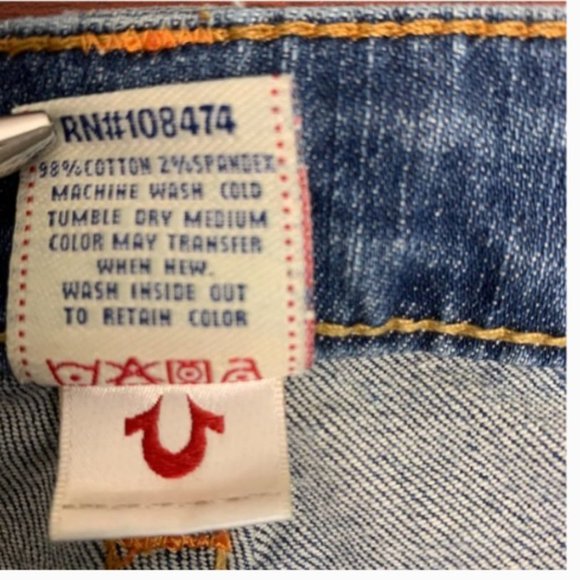 RN#108474
98%COTTON 2%SPANDEX
MACHINE WASH COLD
TUMBLE DRY MEDIUM
COLOR MAY TRANSFER
WHEN NEW.
WASH INSIDE OUT
TO RETAIN COLOR